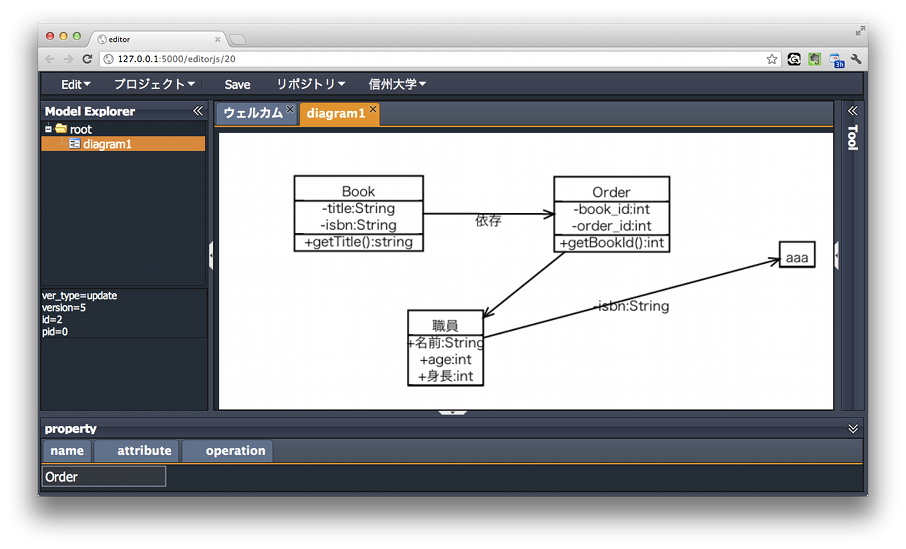 editor
127.0.0.1:5000/editorjs/20
3h
Edit プロジェクト Save リポジトリ 信州大学
Model Explorer
root
diagram1
ver_type=update
version=5
id=2
pid=0
ウェルカム diagram1
Tool
Book
-title:String
-isbn:String
+getTitle():string
依存
Order
-book_id:int
-order_id:int
+getBookId():int
aaa
-isbn:String
職員
+名前:String
+age:int
+身長:int
property
name attribute operation
Order